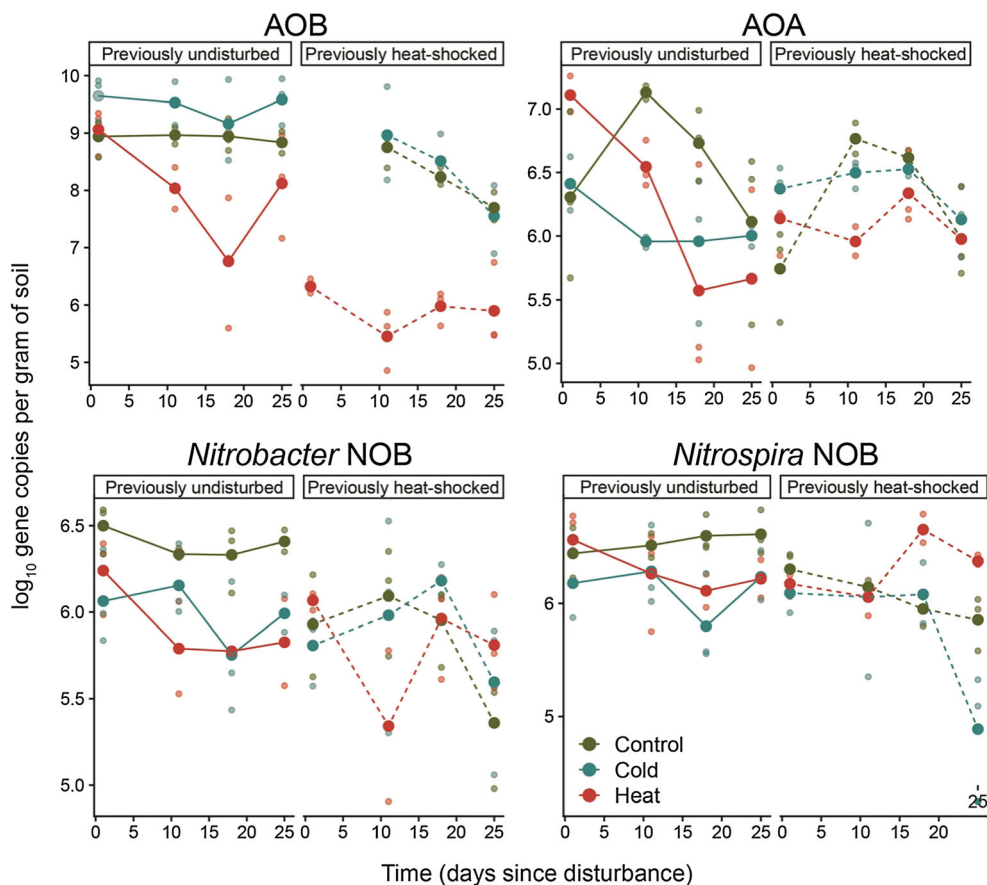 AOB
AOA
Previously undisturbed
Previously heat-shocked
Previously undisturbed
Previously heat-shocked
10
9
8
7
6
5
7.0
6.5
6.0
5.5
5.0
0 5 10 15 20 25
0 5 10 15 20 25
0 5 10 15 20 25
0 5 10 15 20 25
log10 gene copies per gram of soil
Nitrobacter NOB
Nitrospira NOB
Previously undisturbed
Previously heat-shocked
Previously undisturbed
Previously heat-shocked
6.5
6.0
5.5
5.0
6
5
Control
Cold
Heat
25
0 5 10 15 20 25
0 5 10 15 20 25
0 5 10 15 20 25
0 5 10 15 20
Time (days since disturbance)